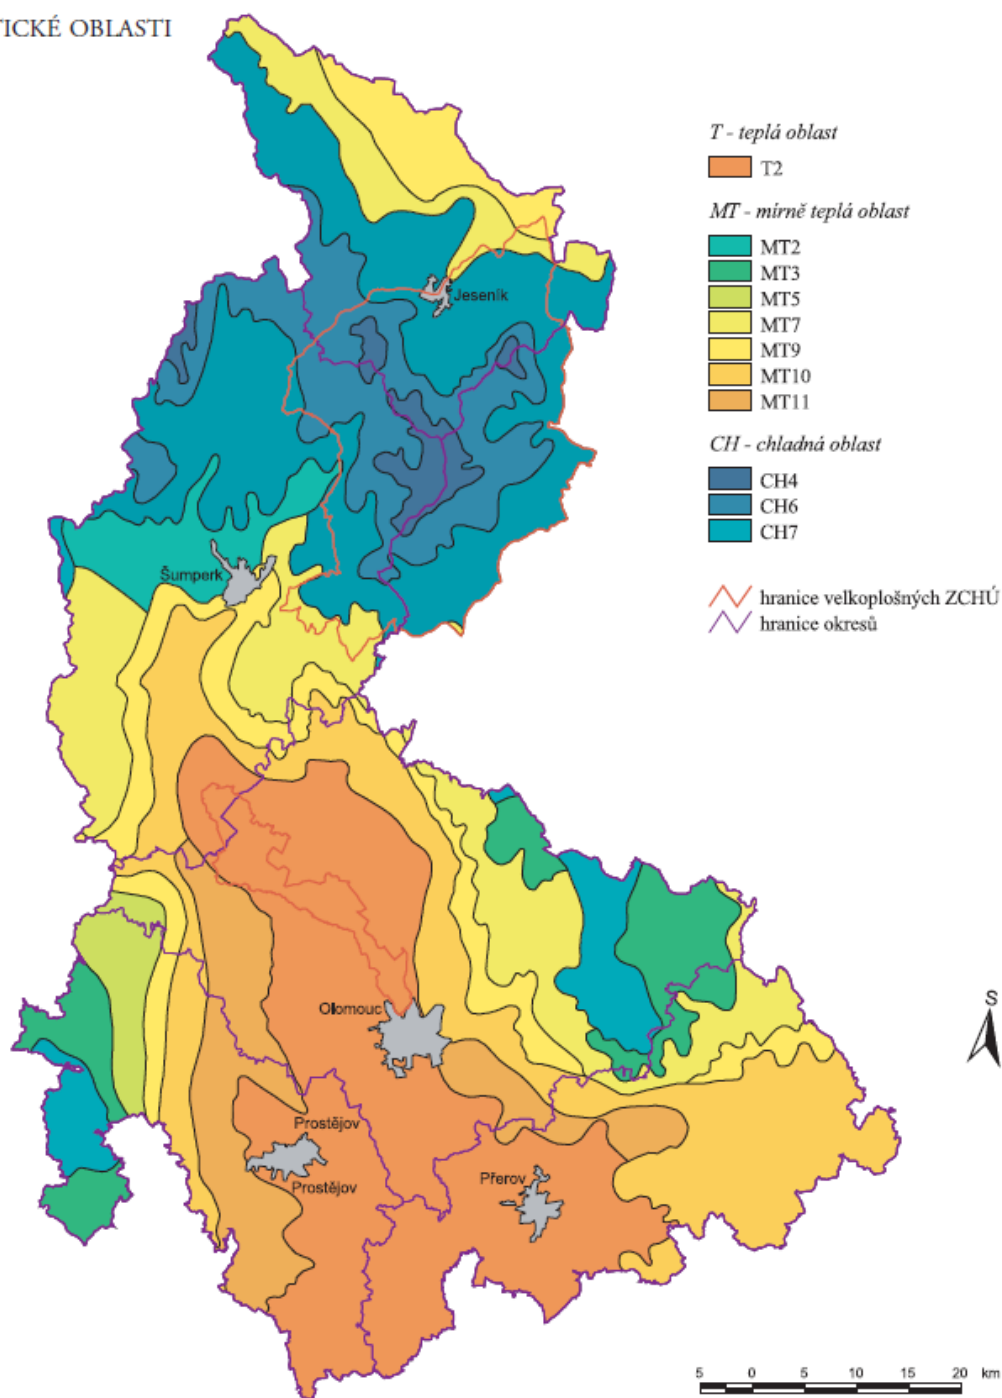 TICKÉ OBLASTI
T - teplá oblast
T2
MT - mírně teplá oblast
MT2
MT3
MT5
MT7
MT9
MT10
MT11
CH - chladná oblast
CH4
CH6
CH7
hranice velkoplošných ZCHÚ
hranice okresů
Jeseník
Šumperk
Olomouc
Prostějov
Prostějov
Přerov
S
5 0 5 10 15 20 km